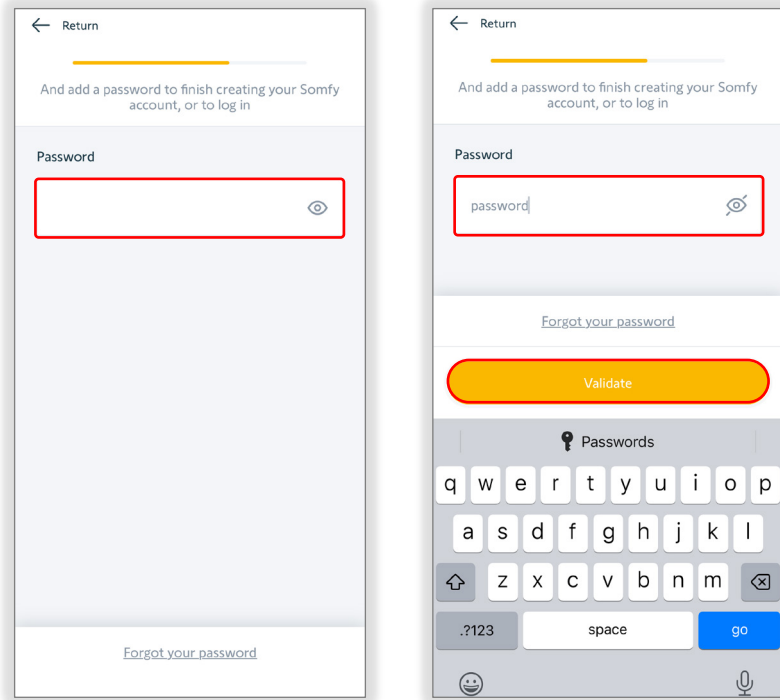 Return
And add a password to finish creating your Somfy
account, or to log in
Password
Forgot your password
Return
And add a password to finish creating your Somfy
account, or to log in
Password
password
Forgot your password
Validate
Passwords
q w e r t y u i o p
a s d f g h j k l
z x c v b n m
.?123 space go